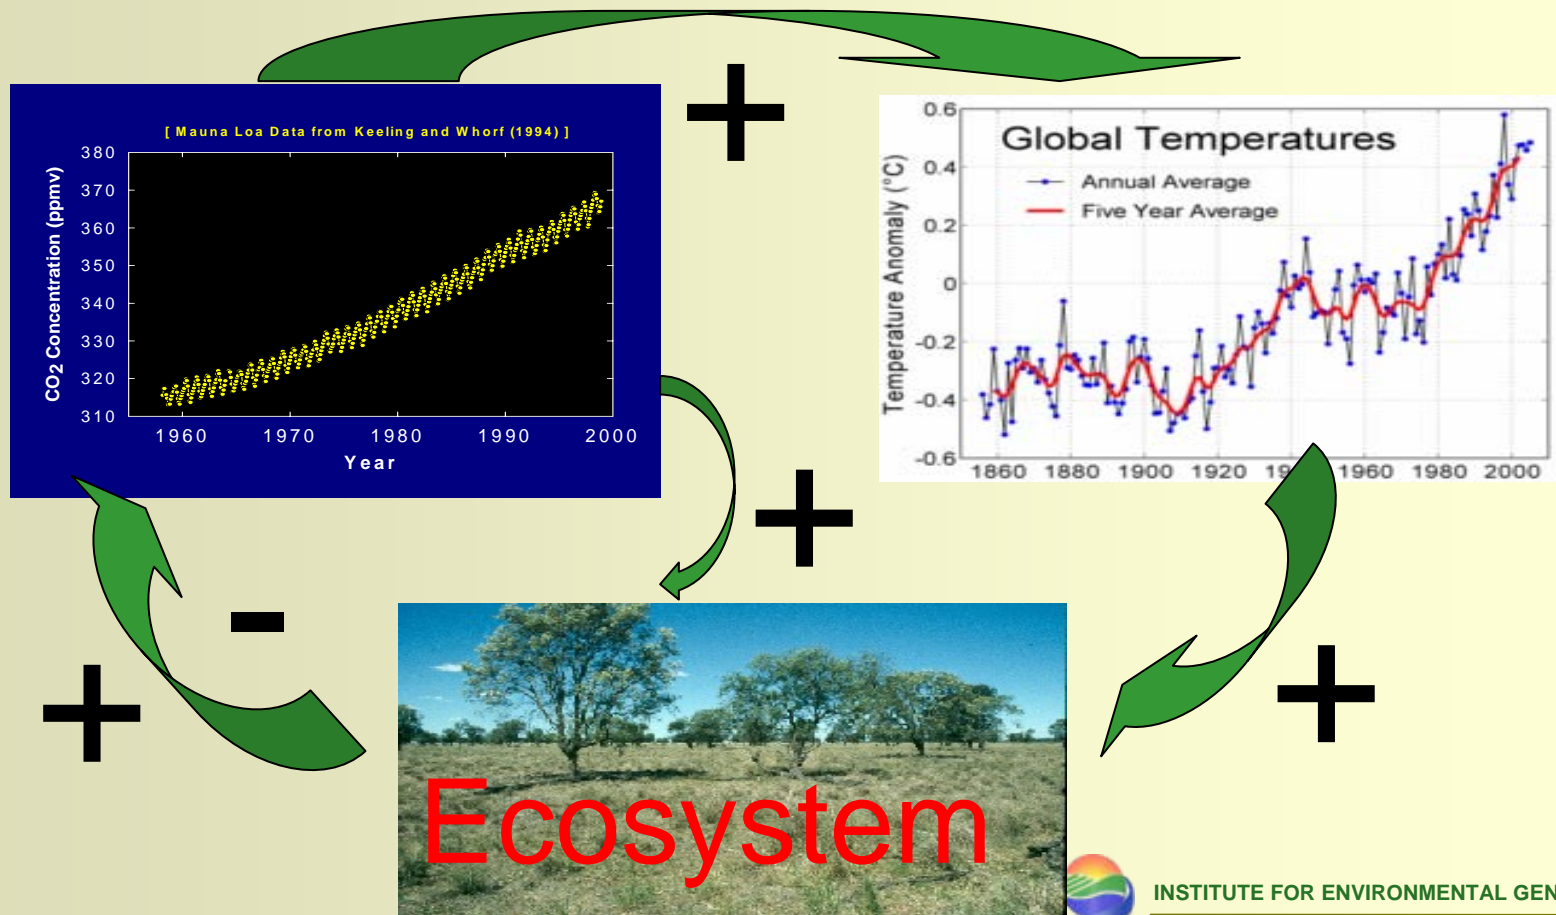 +
[ Mauna Loa Data from Keeling and Whorf (1994) ]
CO2 Concentration (ppmv)
380
370
360
350
340
330
320
310
1960 1970 1980 1990 2000
Year
Global Temperatures
Annual Average
Five Year Average
Temperature Anomaly (°C)
0.6
0.4
0.2
0
-0.2
-0.4
-0.6
1860 1880 1900 1920 1960 1980 2000
+
-
+
+
Ecosystem
INSTITUTE FOR ENVIRONMENTAL GEN